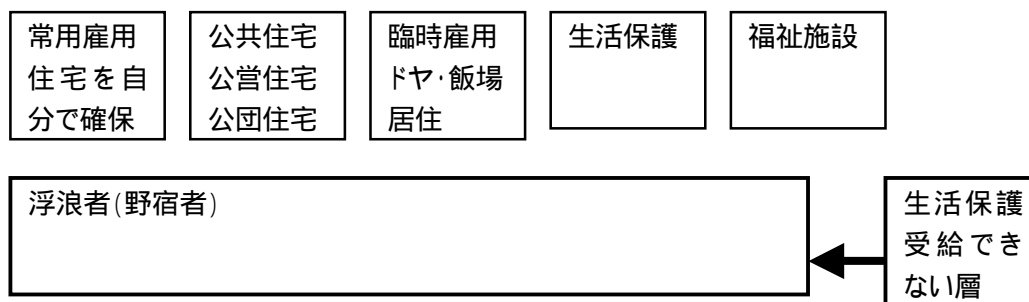 常用雇用
住宅を自
分で確保
公共住宅
公営住宅
公団住宅
臨時雇用
ドヤ・飯場
居住
生活保護
福祉施設
浮浪者(野宿者)
生活保護
受給でき
ない層